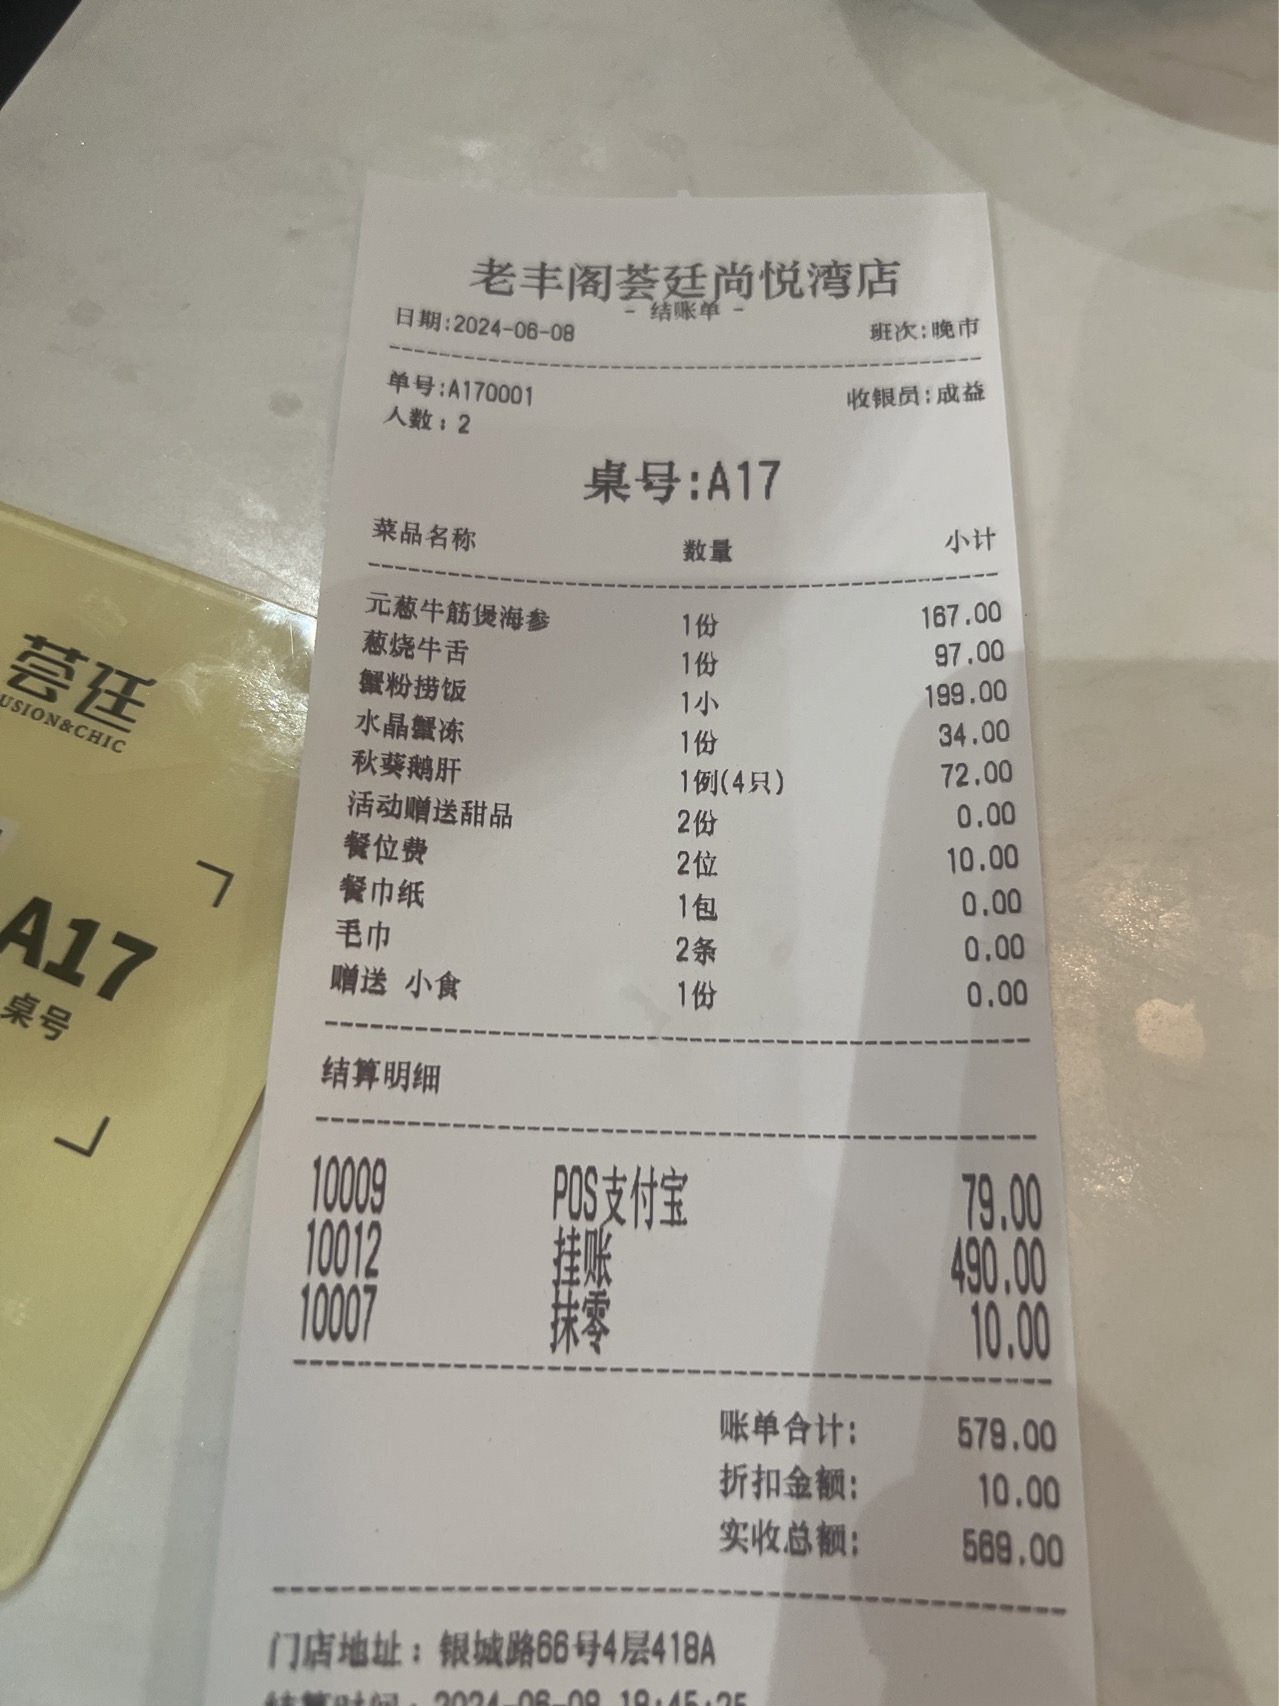 老丰阁荟廷尚悦湾店
- 结账单 -
日期:2024-06-08 班次:晚市
单号:A170001 收银员:成益
人数:2
桌号:A17
菜品名称 数量 小计
元葱牛筋煲海参 1份 167.00
葱烧牛舌 1份 97.00
蟹粉捞饭 1小 199.00
水晶蟹冻 1份 34.00
秋葵鹅肝 1例(4只) 72.00
活动赠送甜品 2份 0.00
餐位费 2位 10.00
餐巾纸 1包 0.00
毛巾 2条 0.00
赠送 小食 1份 0.00
结算明细
10009 POS支付宝 79.00
10012 挂账 490.00
10007 抹零 10.00
账单合计: 579.00
折扣金额: 10.00
实收总额: 569.00
门店地址:银城路66号4层418A
结算时间:2024-06-08 19:45:25
荟廷
USION&CHIC
A17
桌号